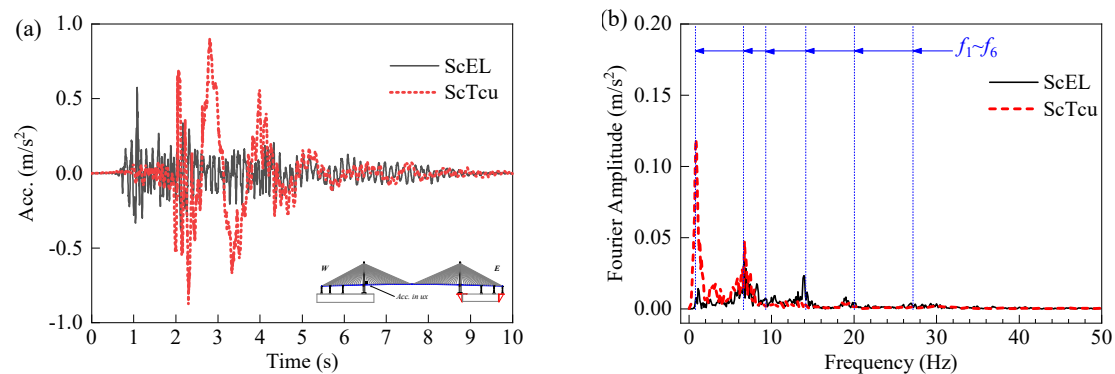 (a)
1.0
0.5
0.0
-0.5
-1.0
Acc. (m/s²)
ScEL
ScTcu
W
E
Acc. in ux
0 1 2 3 4 5 6 7 8 9 10
Time (s)
(b)
0.20
0.15
0.10
0.05
0.00
Fourier Amplitude (m/s²)
f₁~f₆
ScEL
ScTcu
0 10 20 30 40 50
Frequency (Hz)